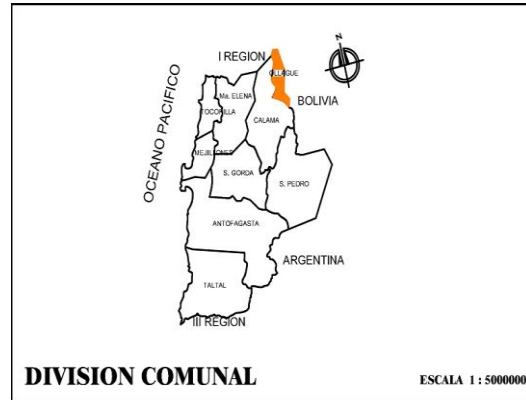 N
I REGION
OLLAGUE
OCEANO PACIFICO
Ma. ELENA
BOLIVIA
TOCOPILLA
CALAMA
MEJILLONES
S. GORDA
S. PEDRO
ANTOFAGASTA
ARGENTINA
TALTAL
III REGION
DIVISION COMUNAL
ESCALA 1 : 5000000